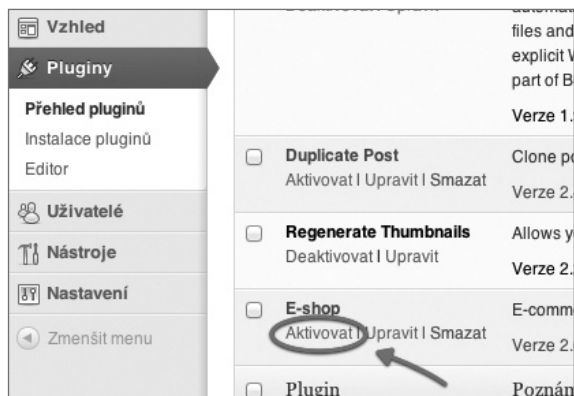 Vzhled
Pluginy
Přehled pluginů
Instalace pluginů
Editor
Uživatelé
Nástroje
Nastavení
Zmenšit menu
files and
explicit
part of B
Verze 1.
Duplicate Post
Clone po
Aktivovat | Upravit | Smazat
Verze 2.
Regenerate Thumbnails
Allows y
Deaktivovat | Upravit
Verze 2.
E-shop
E-comm
Aktivovat | Upravit | Smazat
Verze 2.
Plugin
Poznám